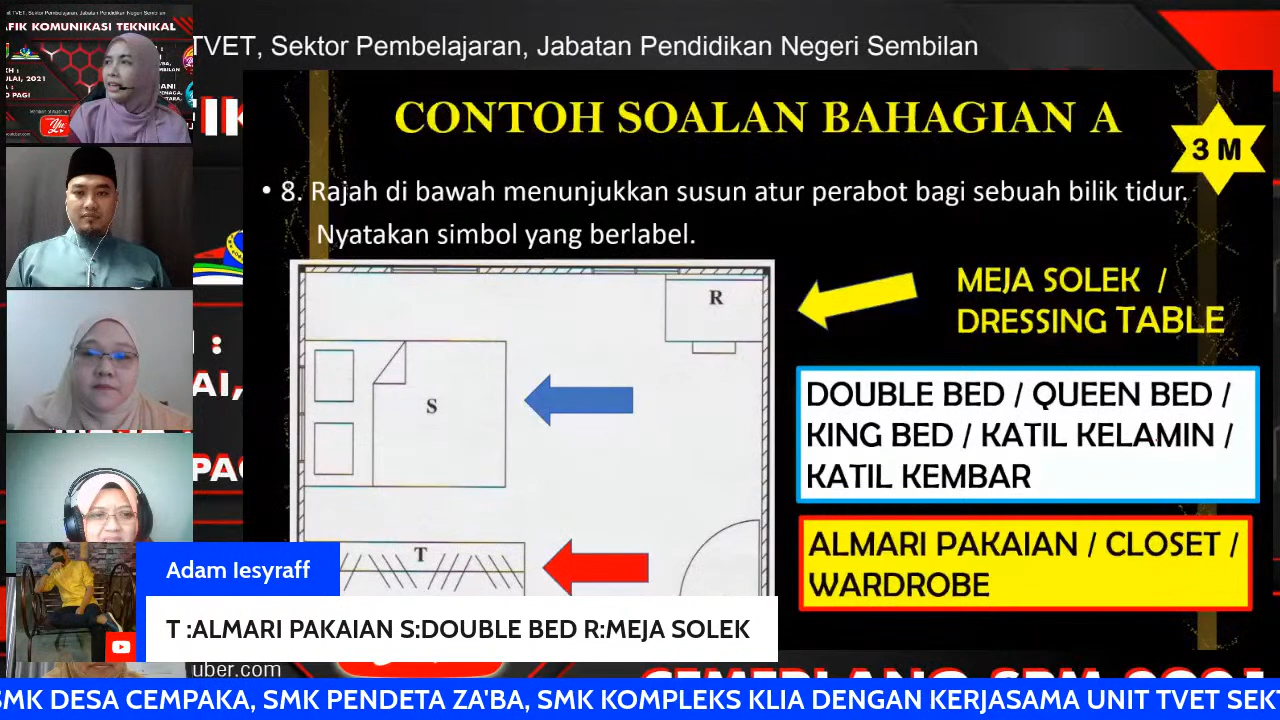 TVET, Sektor Pembelajaran, Jabatan Pendidikan Negeri Sembilan
CONTOH SOALAN BAHAGIAN A
3 M
• 8. Rajah di bawah menunjukkan susun atur perabot bagi sebuah bilik tidur.
Nyatakan simbol yang berlabel.
R
S
T
MEJA SOLEK /
DRESSING TABLE
DOUBLE BED / QUEEN BED /
KING BED / KATIL KELAMIN /
KATIL KEMBAR
ALMARI PAKAIAN / CLOSET /
WARDROBE
Adam Iesyraff
T :ALMARI PAKAIAN S:DOUBLE BED R:MEJA SOLEK
uber.com
SMK DESA CEMPAKA, SMK PENDETA ZA'BA, SMK KOMPLEKS KLIA DENGAN KERJASAMA UNIT TVET SEKT